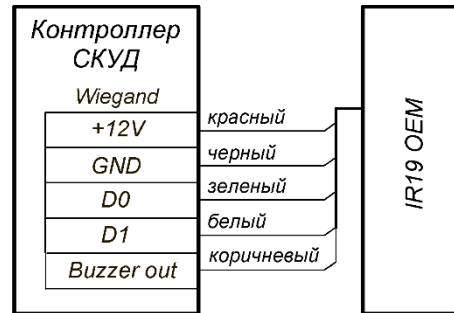 Контроллер
СКУД
Wiegand
+12V
красный
GND
черный
D0
зеленый
D1
белый
Buzzer out
коричневый
IR19 OEM